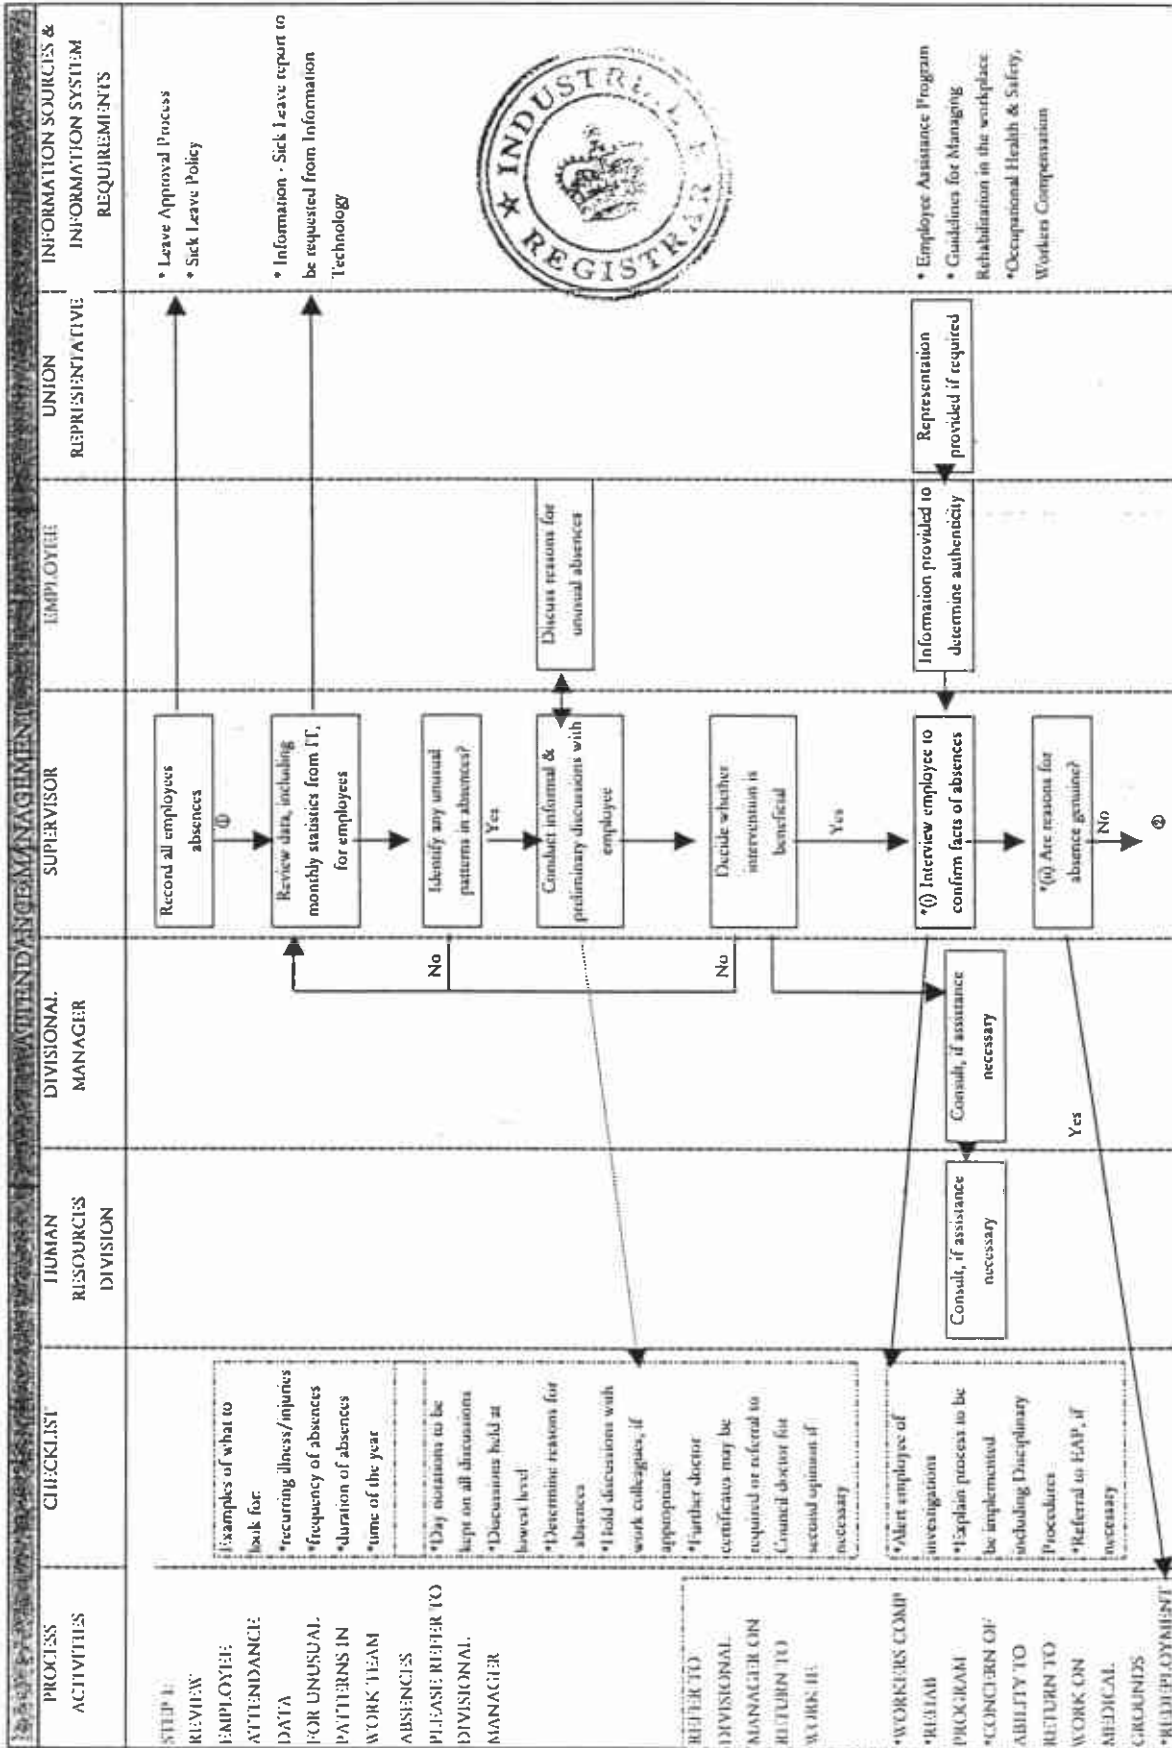 ATTENDANCE MANAGEMENT
PROCESS
ACTIVITIES
CHECKLIST
HUMAN
RESOURCES
DIVISION
DIVISIONAL
MANAGER
SUPERVISOR
EMPLOYEE
UNION
REPRESENTATIVE
INFORMATION SOURCES &
INFORMATION SYSTEM
REQUIREMENTS
STEP 1:
REVIEW
EMPLOYEE
ATTENDANCE
DATA
FOR UNUSUAL
PATTERNS IN
WORK TEAM
ABSENCES
PLEASE REFER TO
DIVISIONAL
MANAGER
REFER TO
DIVISIONAL
MANAGER ON
RETURN TO
WORK IF:
*WORKERS COMP
*REHAB
PROGRAM
*CONCERN OF
ABILITY TO
RETURN TO
WORK ON
MEDICAL
GROUNDS
*REDEPLOYMENT
Examples of what to
look for:
*recurring illness/injuries
*frequency of absences
*duration of absences
*time of the year
*Day notations to be
kept on all discussions
*Discussions held at
lowest level
*Determine reasons for
absences
*Hold discussions with
work colleagues, if
appropriate
*Further doctor
certificates may be
required or referral to
Council doctor for
second opinion if
necessary
*Alert employee of
investigations
*Explain process to be
be implemented
including Disciplinary
Procedures
*Referral to EAP, if
necessary
Consult, if assistance
necessary
Consult, if assistance
necessary
Record all employees
absences
①
Review data, including
monthly statistics from IT,
for employees
Identify any unusual
patterns in absences?
No
Yes
Conduct informal &
preliminary discussions with
employee
Decide whether
intervention is
beneficial
No
Yes
*(i) Interview employee to
confirm facts of absences
*(ii) Are reasons for
absence genuine?
Yes
No
②
Discuss reasons for
unusual absences
Information provided to
determine authenticity
Representation
provided if required
* Leave Approval Process
* Sick Leave Policy
* Information - Sick Leave report to
be requested from Information
Technology
INDUSTRIAL
REGISTRAR
* Employee Assistance Program
* Guidelines for Managing
Rehabilitation in the workplace
*Occupational Health & Safety,
Workers Compensation